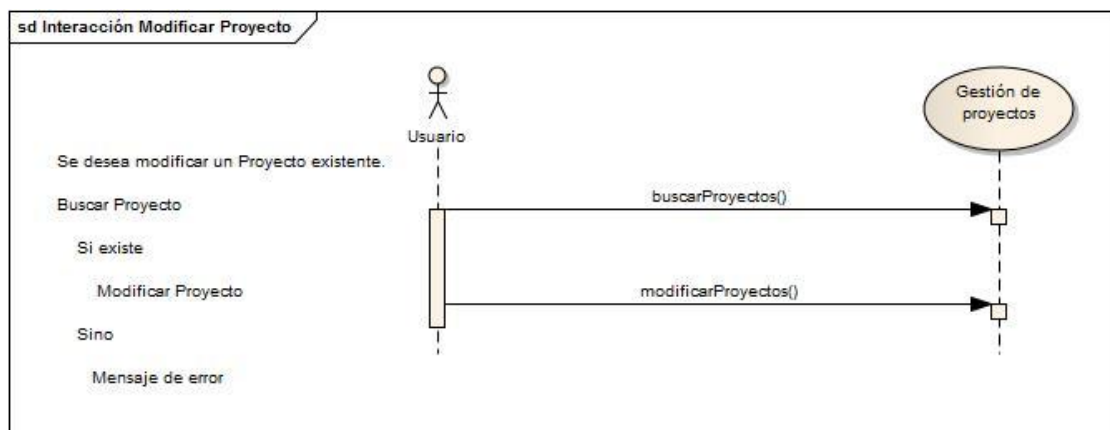 sd Interacción Modificar Proyecto
Usuario
Gestión de
proyectos
Se desea modificar un Proyecto existente.
Buscar Proyecto
buscarProyectos()
Si existe
Modificar Proyecto
modificarProyectos()
Sino
Mensaje de error